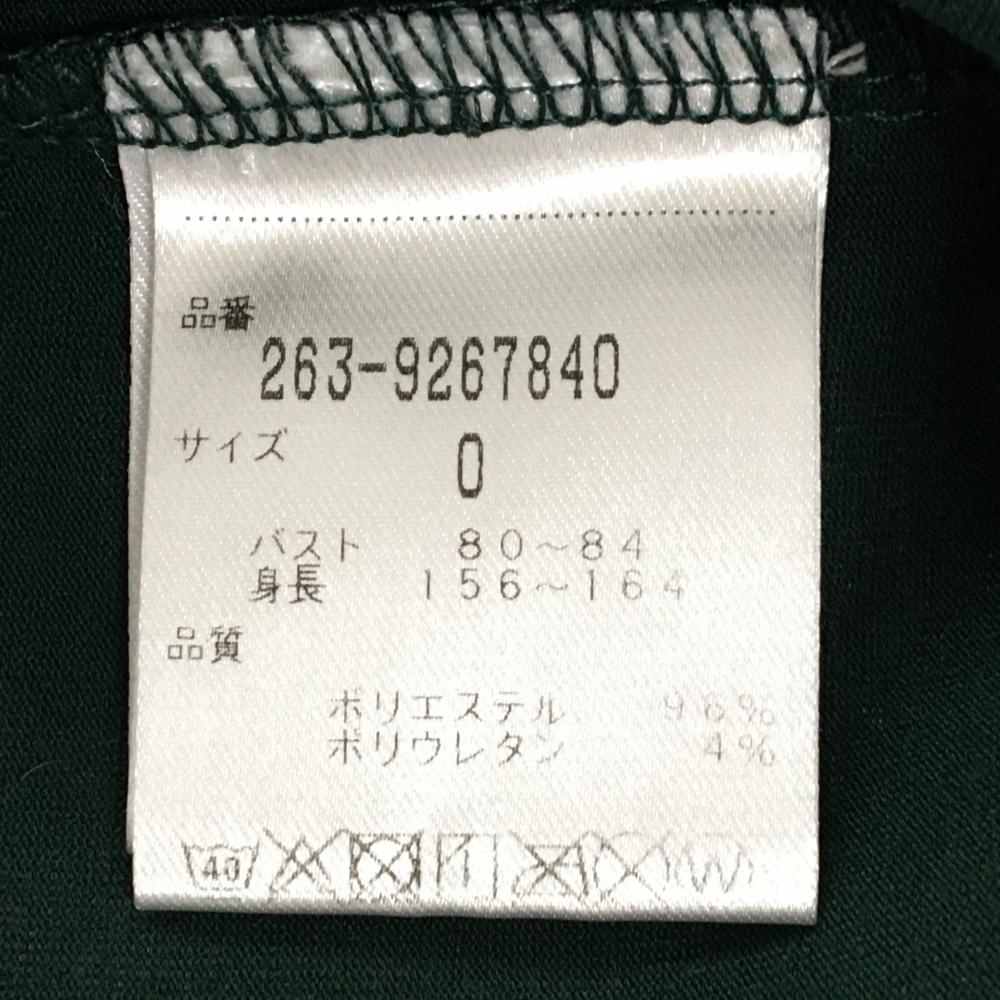 品番
263-9267840
サイズ 0
バスト 80~84
身長 156~164
品質
ポリエステル 96%
ポリウレタン 4%
40 W